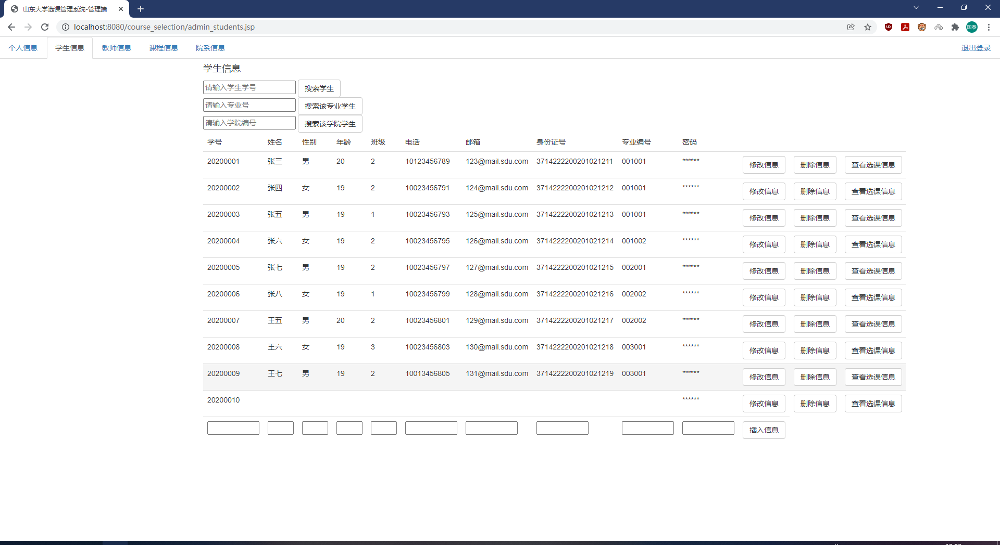 山东大学选课管理系统-管理端
localhost:8080/course_selection/admin_students.jsp
国泰
个人信息 学生信息 教师信息 课程信息 院系信息 退出登录
学生信息
请输入学生学号 搜索学生
请输入专业号 搜索该专业学生
请输入学院编号 搜索该学院学生
学号 姓名 性别 年龄 班级 电话 邮箱 身份证号 专业编号 密码
20200001 张三 男 20 2 10123456789 123@mail.sdu.com 3714222200201021211 001001 ****** 修改信息 删除信息 查看选课信息
20200002 张四 女 19 2 10023456791 124@mail.sdu.com 3714222200201021212 001001 ****** 修改信息 删除信息 查看选课信息
20200003 张五 男 19 1 10023456793 125@mail.sdu.com 3714222200201021213 001001 ****** 修改信息 删除信息 查看选课信息
20200004 张六 女 19 2 10023456795 126@mail.sdu.com 3714222200201021214 001002 ****** 修改信息 删除信息 查看选课信息
20200005 张七 男 19 2 10023456797 127@mail.sdu.com 3714222200201021215 002001 ****** 修改信息 删除信息 查看选课信息
20200006 张八 女 19 1 10023456799 128@mail.sdu.com 3714222200201021216 002002 ****** 修改信息 删除信息 查看选课信息
20200007 王五 男 20 2 10023456801 129@mail.sdu.com 3714222200201021217 002002 ****** 修改信息 删除信息 查看选课信息
20200008 王六 女 19 3 10023456803 130@mail.sdu.com 3714222200201021218 003001 ****** 修改信息 删除信息 查看选课信息
20200009 王七 男 19 2 10013456805 131@mail.sdu.com 3714222200201021219 003001 ****** 修改信息 删除信息 查看选课信息
20200010 ****** 修改信息 删除信息 查看选课信息
插入信息